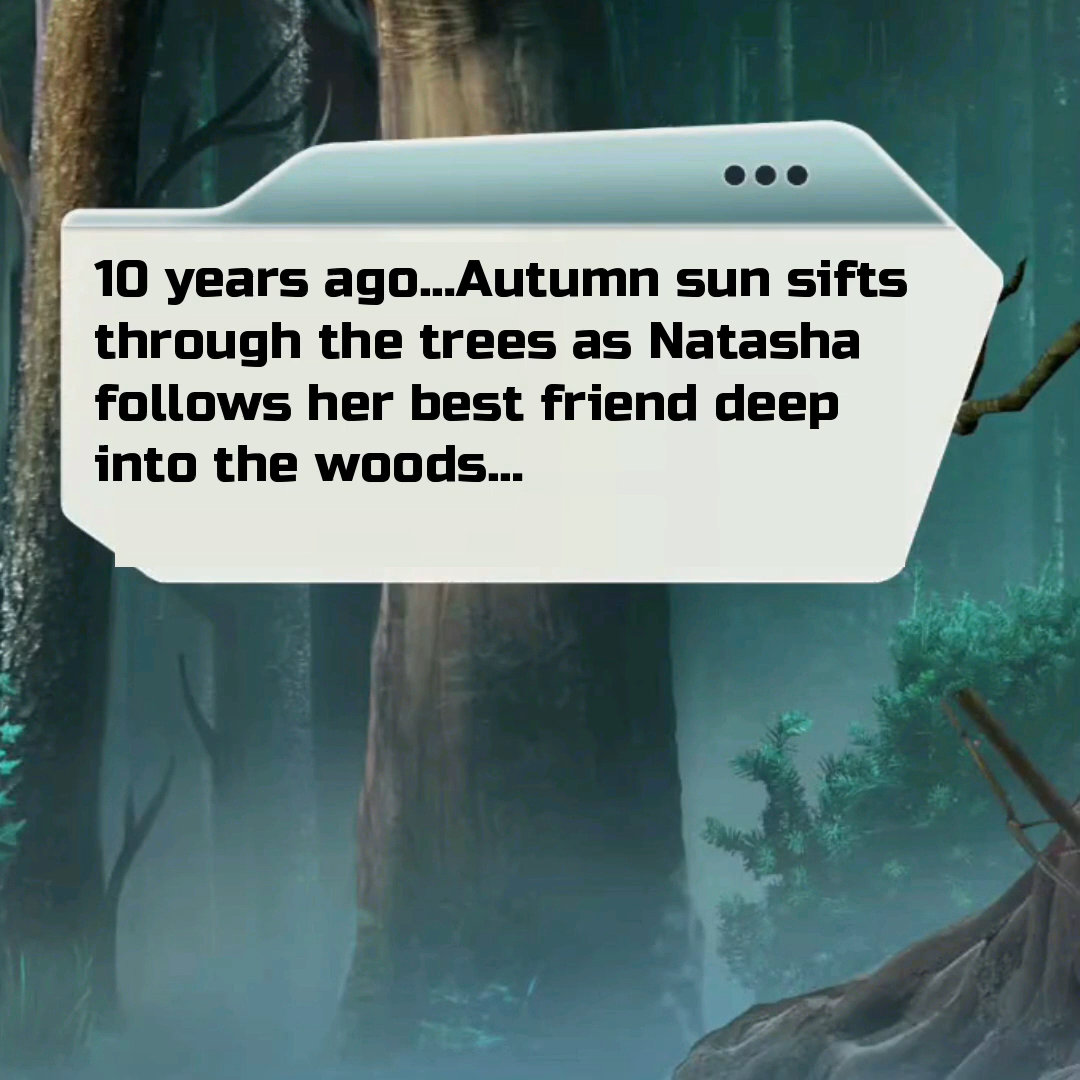 10 years ago...Autumn sun sifts
through the trees as Natasha
follows her best friend deep
into the woods...